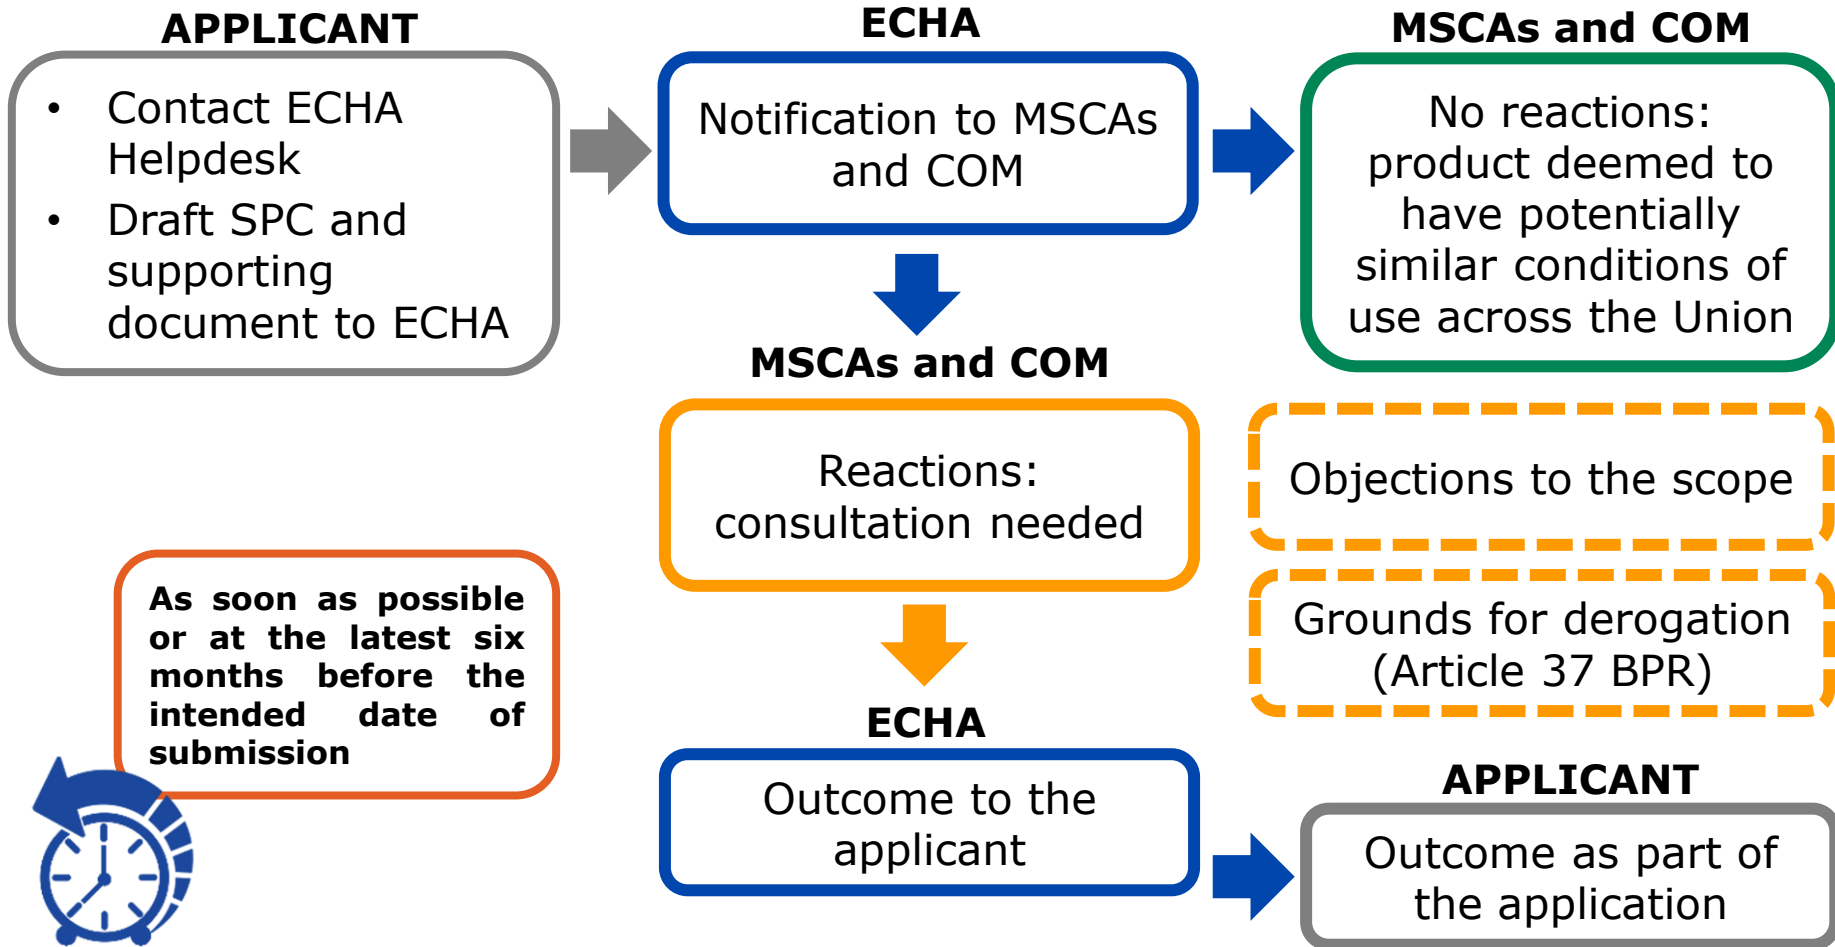 APPLICANT
• Contact ECHA
Helpdesk
• Draft SPC and
supporting
document to ECHA
ECHA
Notification to MSCAs
and COM
MSCAs and COM
No reactions:
product deemed to
have potentially
similar conditions of
use across the Union
MSCAs and COM
Reactions:
consultation needed
Objections to the scope
Grounds for derogation
(Article 37 BPR)
As soon as possible
or at the latest six
months before the
intended date of
submission
ECHA
Outcome to the
applicant
APPLICANT
Outcome as part of
the application